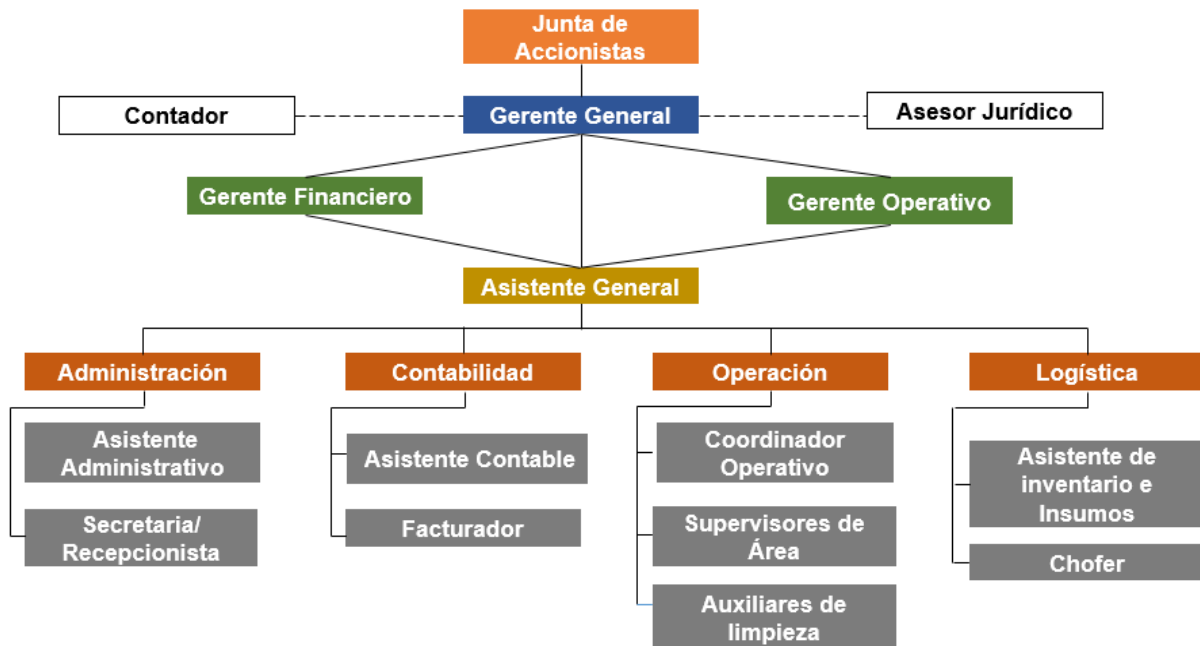 Junta de
Accionistas
Contador
Gerente General
Asesor Jurídico
Gerente Financiero
Gerente Operativo
Asistente General
Administración
Contabilidad
Operación
Logística
Asistente
Administrativo
Secretaria/
Recepcionista
Asistente Contable
Facturador
Coordinador
Operativo
Supervisores de
Área
Auxiliares de
limpieza
Asistente de
inventario e
Insumos
Chofer